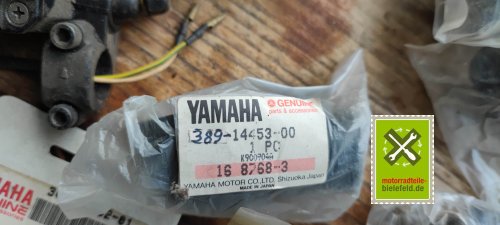 YAMAHA GENUINE
parts & accessories
389-14453-00
1 PC
K900904A
16 8768-3
YAMAHA MOTOR CO., LTD. Shizuoka Japan
MADE IN JAPAN
motorradteile-
bielefeld.de